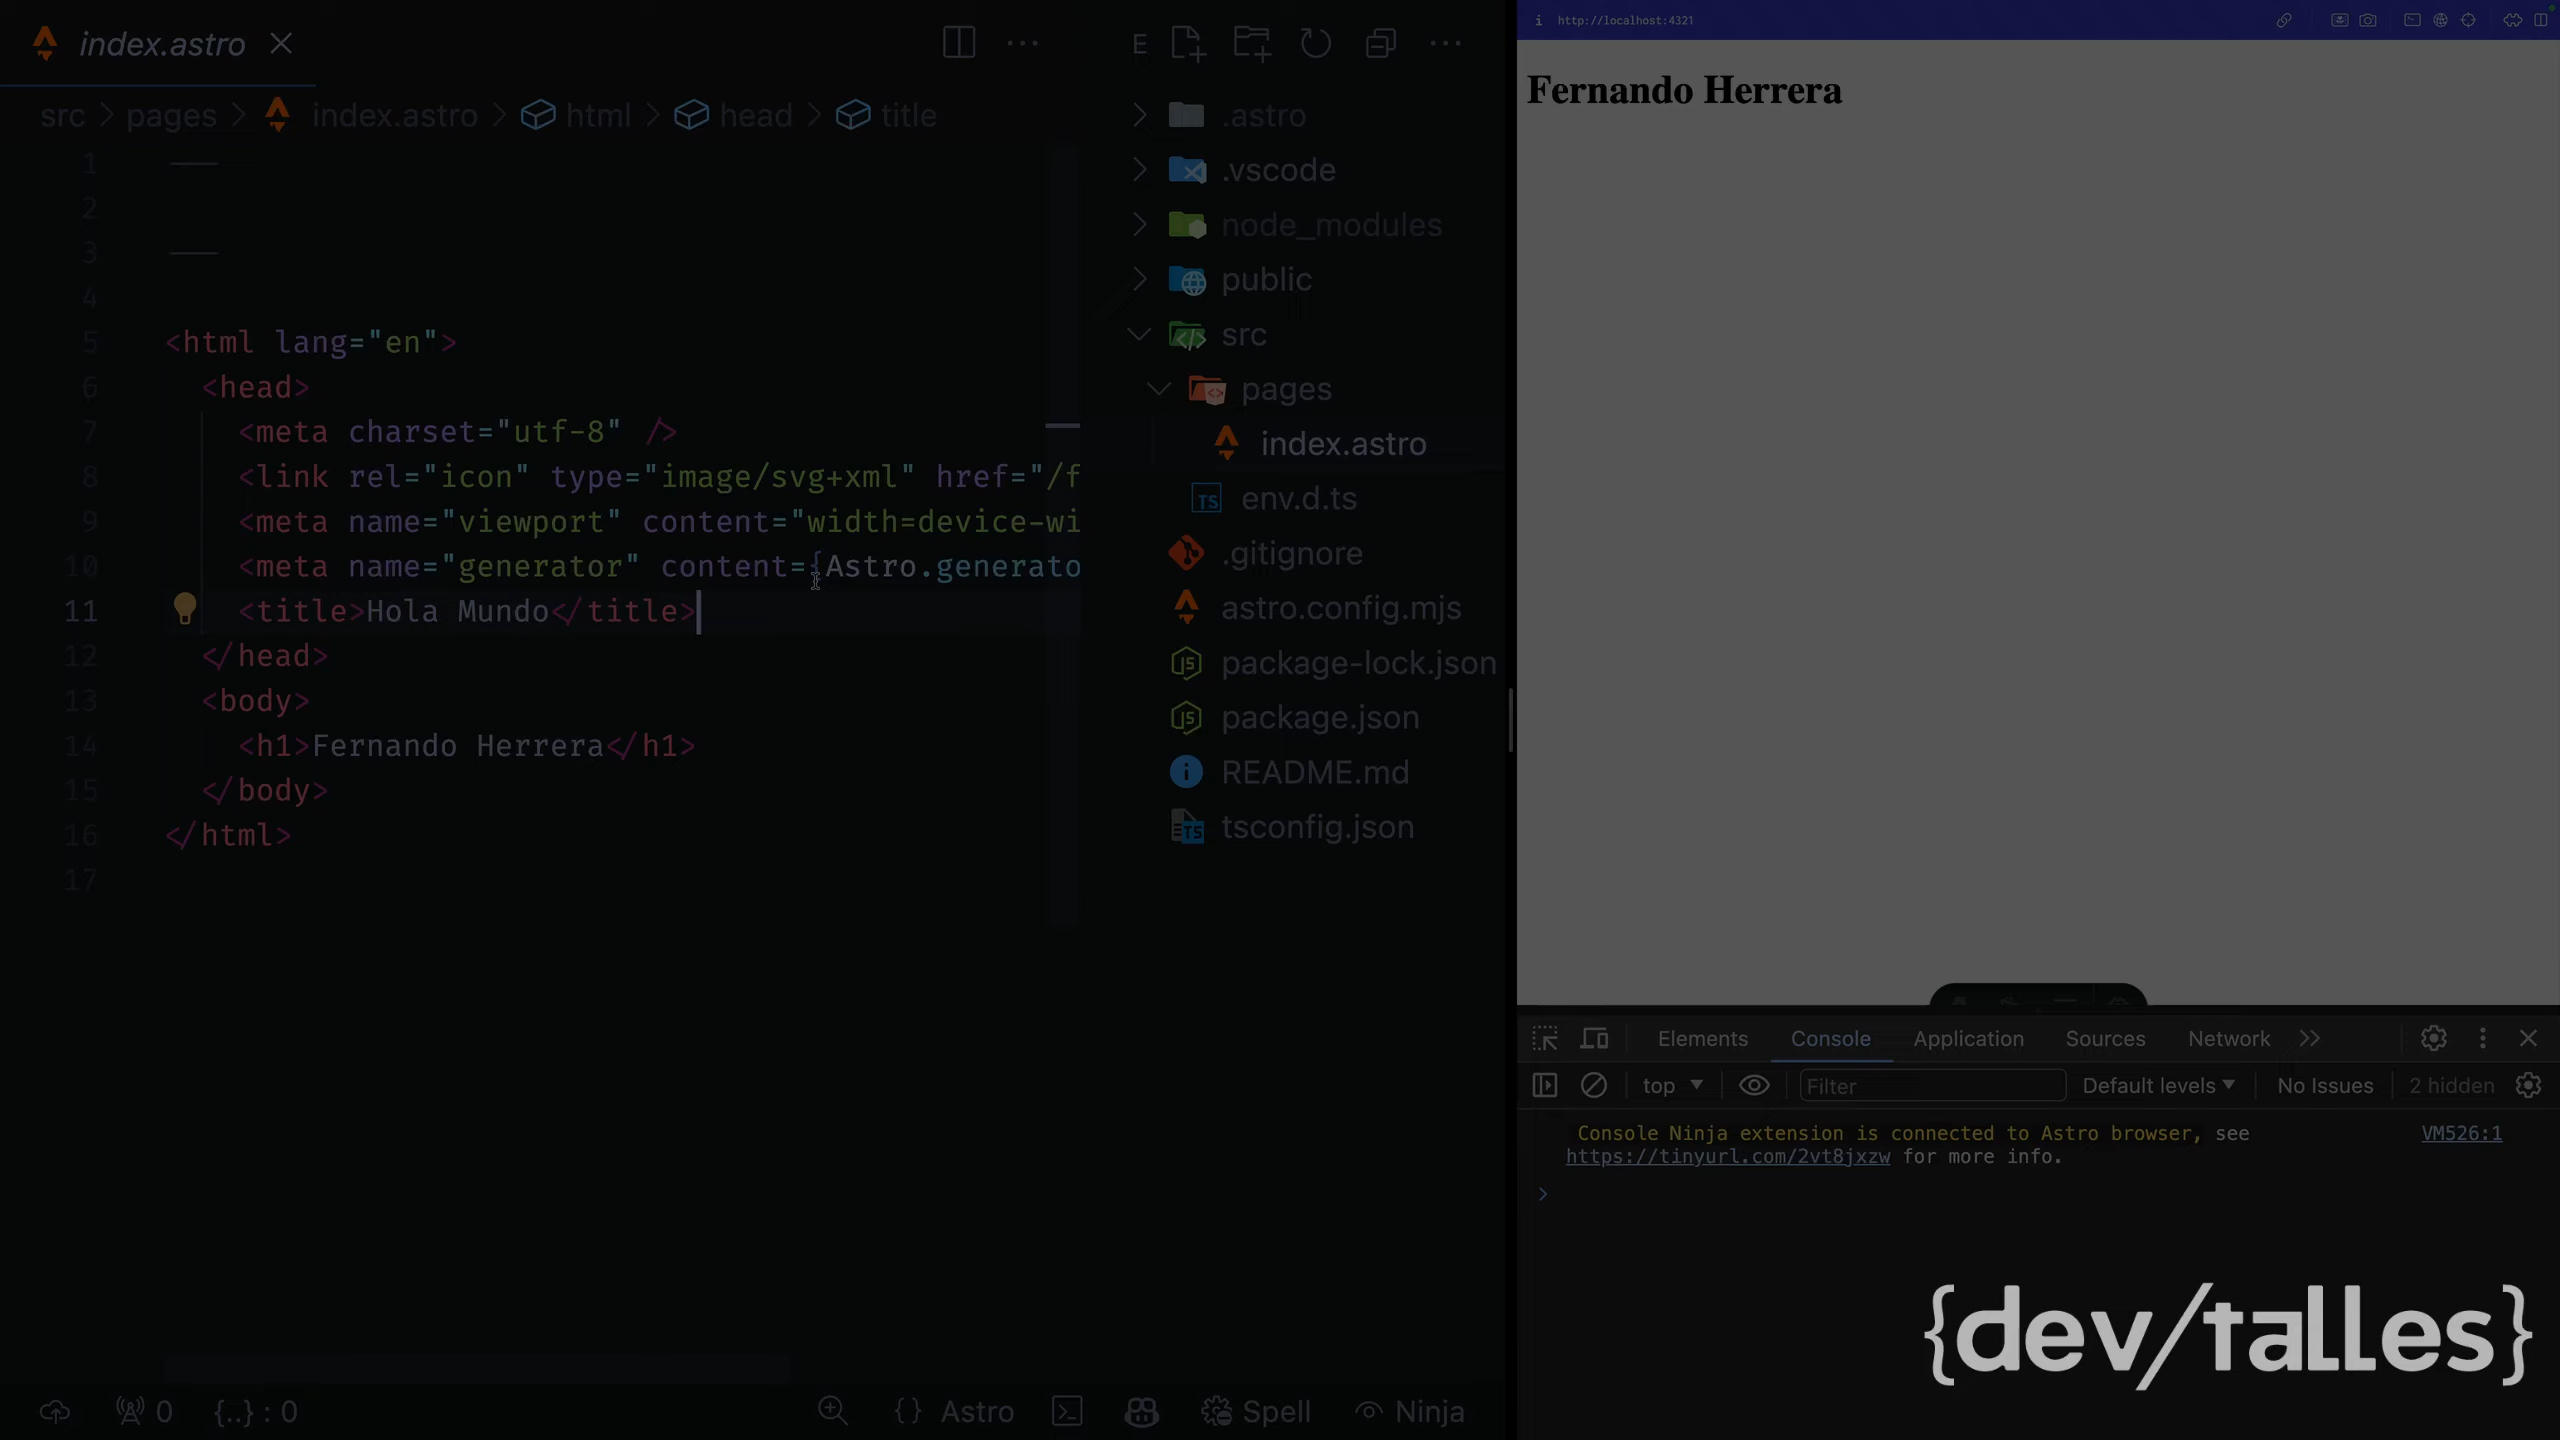 index.astro
src > pages > index.astro > html > head > title
1 ---
2
3 ---
4
5 <html lang="en">
6 <head>
7 <meta charset="utf-8" />
8 <link rel="icon" type="image/svg+xml" href="/f
9 <meta name="viewport" content="width=device-wi
10 <meta name="generator" content={Astro.generato
11 <title>Hola Mundo</title>
12 </head>
13 <body>
14 <h1>Fernando Herrera</h1>
15 </body>
16 </html>
17
0
{..} : 0
{} Astro
Spell
Ninja
E
.astro
.vscode
node_modules
public
src
pages
index.astro
env.d.ts
.gitignore
astro.config.mjs
package-lock.json
package.json
README.md
tsconfig.json
http://localhost:4321
Fernando Herrera
Elements Console Application Sources Network
top Filter Default levels No Issues 2 hidden
Console Ninja extension is connected to Astro browser, see VM526:1
https://tinyurl.com/2vt8jxzw for more info.
{dev/talles}